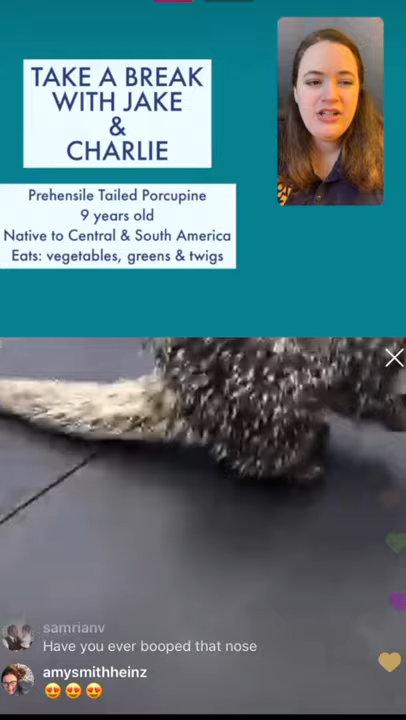 TAKE A BREAK
WITH JAKE
&
CHARLIE
Prehensile Tailed Porcupine
9 years old
Native to Central & South America
Eats: vegetables, greens & twigs
samrianv
Have you ever booped that nose
amysmithheinz
😍😍😍